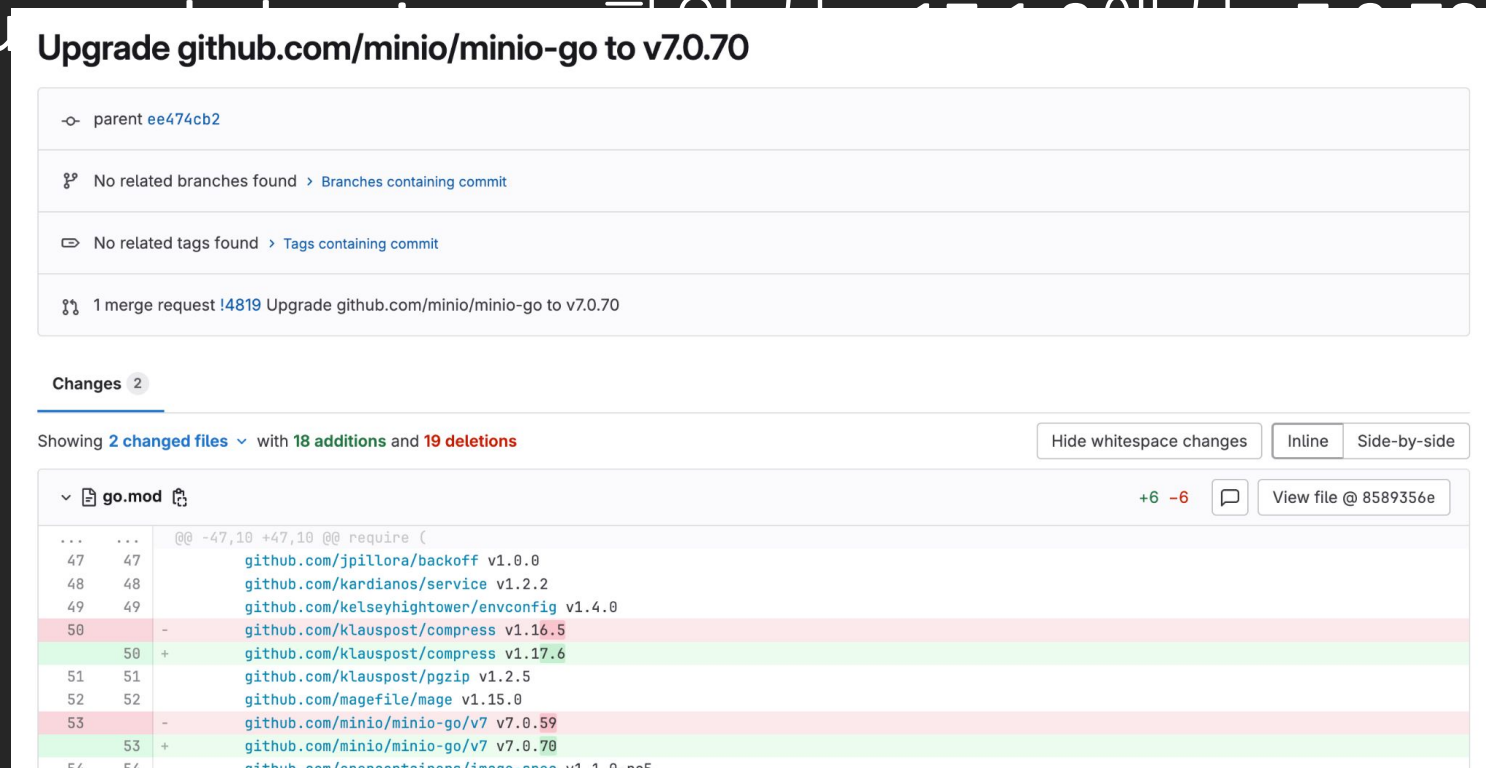 Upgrade github.com/minio/minio-go to v7.0.70
parent ee474cb2
No related branches found > Branches containing commit
No related tags found > Tags containing commit
1 merge request !4819 Upgrade github.com/minio/minio-go to v7.0.70
Changes 2
Showing 2 changed files with 18 additions and 19 deletions Hide whitespace changes Inline Side-by-side
go.mod +6 −6 View file @ 8589356e
... ... @@ -47,10 +47,10 @@ require (
47 47 github.com/jpillora/backoff v1.0.0
48 48 github.com/kardianos/service v1.2.2
49 49 github.com/kelseyhightower/envconfig v1.4.0
50 - github.com/klauspost/compress v1.16.5
50 + github.com/klauspost/compress v1.17.6
51 51 github.com/klauspost/pgzip v1.2.5
52 52 github.com/magefile/mage v1.15.0
53 - github.com/minio/minio-go/v7 v7.0.59
53 + github.com/minio/minio-go/v7 v7.0.70